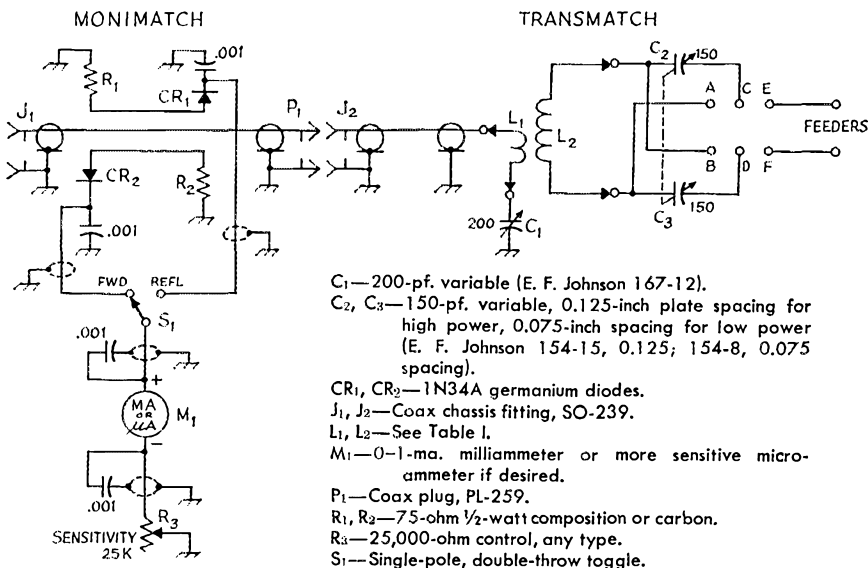 MONIMATCH
TRANSMATCH
.001
R1
CR1
C2
150
A
C
E
J1
P1
J2
L1
L2
FEEDERS
CR2
R2
B
D
F
.001
200
C1
C3
150
FWD
REFL
S1
.001
+
MA
OR
μA
M1
−
.001
R3
SENSITIVITY
25K
C₁—200-pf. variable (E. F. Johnson 167-12).
C₂, C₃—150-pf. variable, 0.125-inch plate spacing for
high power, 0.075-inch spacing for low power
(E. F. Johnson 154-15, 0.125; 154-8, 0.075
spacing).
CR₁, CR₂—1N34A germanium diodes.
J₁, J₂—Coax chassis fitting, SO-239.
L₁, L₂—See Table I.
M₁—0-1-ma. milliammeter or more sensitive micro-
ammeter if desired.
P₁—Coax plug, PL-259.
R₁, R₂—75-ohm ½-watt composition or carbon.
R₃—25,000-ohm control, any type.
S₁—Single-pole, double-throw toggle.